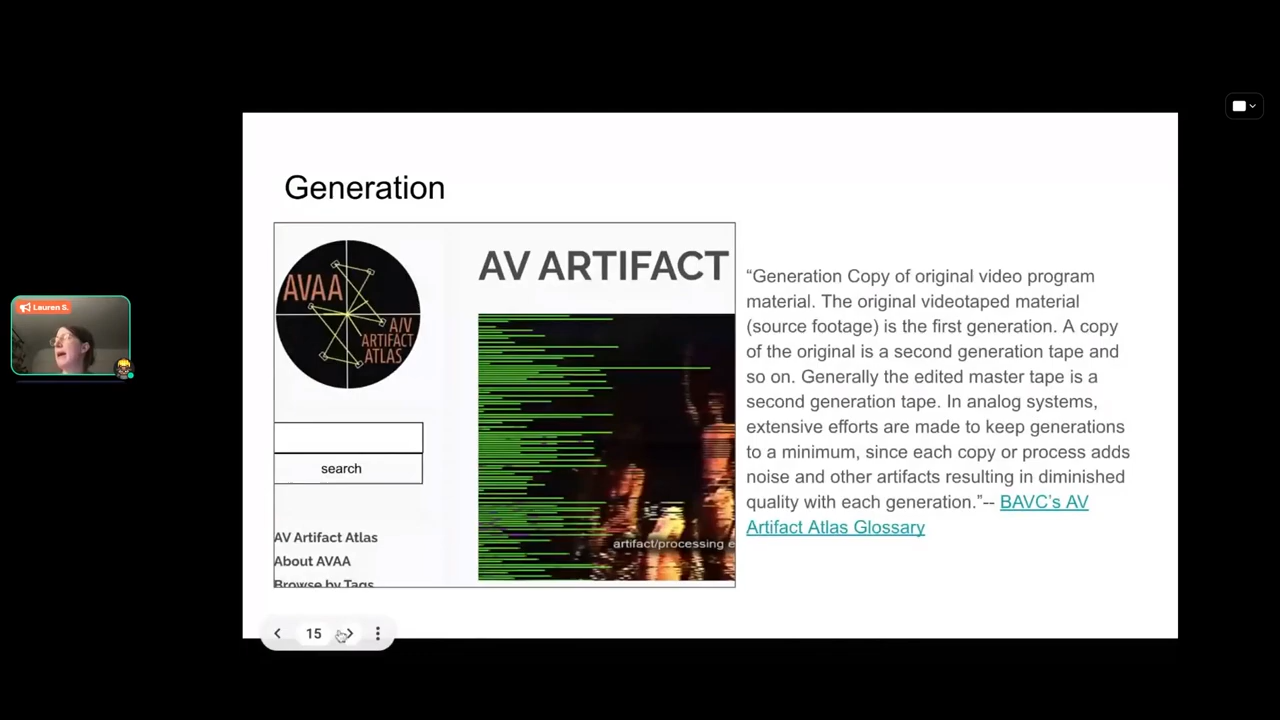 Generation
AVAA
A/V
ARTIFACT
ATLAS
search
AV Artifact Atlas
About AVAA
Browse by Tags
AV ARTIFACT
artifact/processing e
“Generation Copy of original video program
material. The original videotaped material
(source footage) is the first generation. A copy
of the original is a second generation tape and
so on. Generally the edited master tape is a
second generation tape. In analog systems,
extensive efforts are made to keep generations
to a minimum, since each copy or process adds
noise and other artifacts resulting in diminished
quality with each generation.”-- BAVC’s AV
Artifact Atlas Glossary
Lauren S.
15